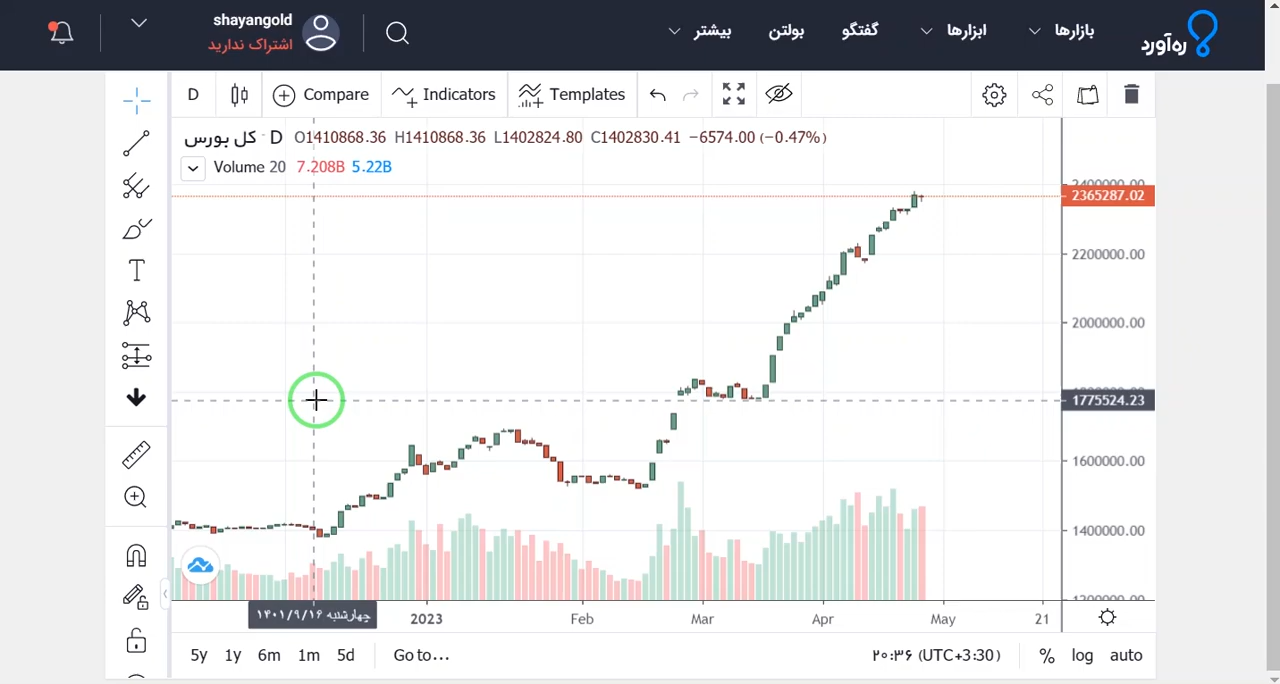 shayangold
اشتراک ندارید
بیشتر
بولتن
گفتگو
ابزارها
بازارها
ره‌آورد
D
Compare
Indicators
Templates
کل بورس · D O1410868.36 H1410868.36 L1402824.80 C1402830.41 −6574.00 (−0.47%)
Volume 20 7.208B 5.22B
2400000.00
2365287.02
2200000.00
2000000.00
1775524.23
1600000.00
1400000.00
1200000.00
چهارشنبه ۱۴۰۱/۹/۱۶
2023
Feb
Mar
Apr
May
21
5y 1y 6m 1m 5d Go to...
۲۰:۳۶ (UTC+3:30) % log auto